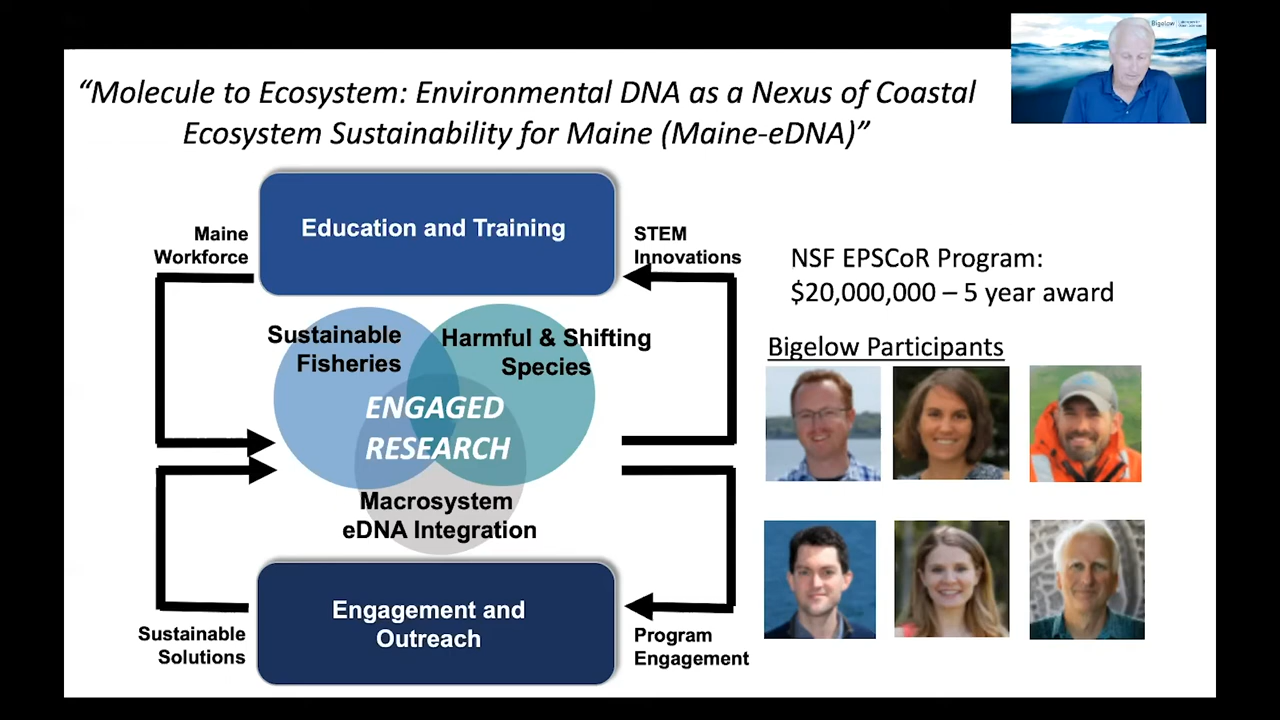 “Molecule to Ecosystem: Environmental DNA as a Nexus of Coastal
Ecosystem Sustainability for Maine (Maine-eDNA)”
Bigelow
Education and Training
Maine
Workforce
STEM
Innovations
Sustainable
Fisheries
Harmful & Shifting
Species
ENGAGED
RESEARCH
Macrosystem
eDNA Integration
Engagement and
Outreach
Sustainable
Solutions
Program
Engagement
NSF EPSCoR Program:
$20,000,000 – 5 year award
Bigelow Participants